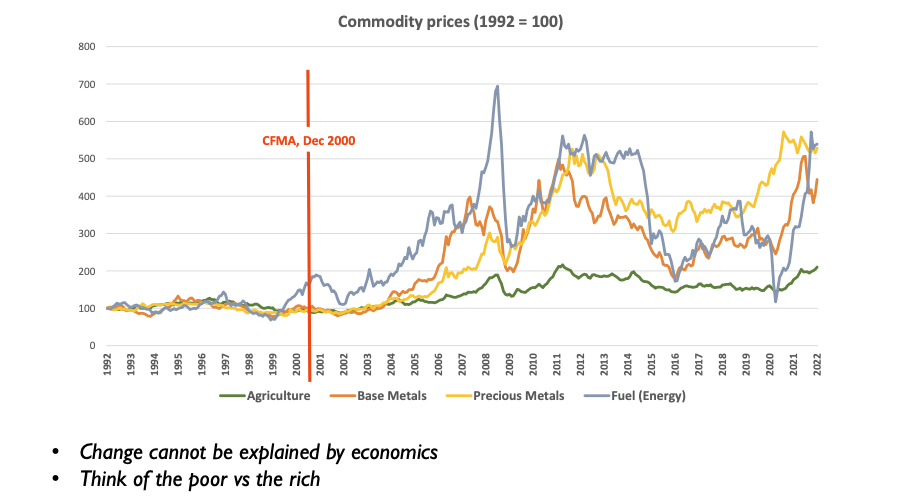 Commodity prices (1992 = 100)
800
700
600
500
400
300
200
100
0
CFMA, Dec 2000
1992 1993 1994 1995 1996 1997 1998 1999 2000 2001 2002 2003 2004 2005 2006 2007 2008 2009 2010 2011 2012 2013 2014 2015 2016 2017 2018 2019 2020 2021 2022
Agriculture Base Metals Precious Metals Fuel (Energy)
• Change cannot be explained by economics
• Think of the poor vs the rich